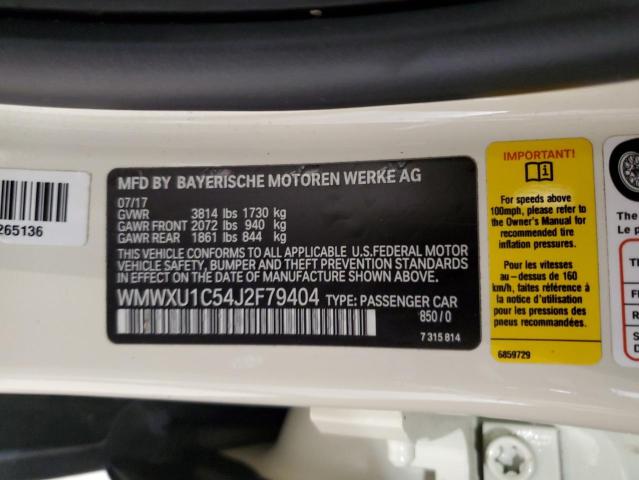 265136
MFD BY BAYERISCHE MOTOREN WERKE AG
07/17
GVWR 3814 lbs 1730 kg
GAWR FRONT 2072 lbs 940 kg
GAWR REAR 1861 lbs 844 kg
THIS VEHICLE CONFORMS TO ALL APPLICABLE U.S.FEDERAL MOTOR
VEHICLE SAFETY, BUMPER, AND THEFT PREVENTION STANDARDS
IN EFFECT ON THE DATE OF MANUFACTURE SHOWN ABOVE.
WMWXU1C54J2F79404 TYPE: PASSENGER CAR
850/0
7 315 814
IMPORTANT!
For speeds above
100mph, please refer to
the Owner's Manual for
recommended tire
inflation pressures.
Pour les vitesses
au - dessus de 160
km/h, faites référence
à la notice d'utilisation
pour les pressions des
pneus recommandées.
6859729
The
Le p